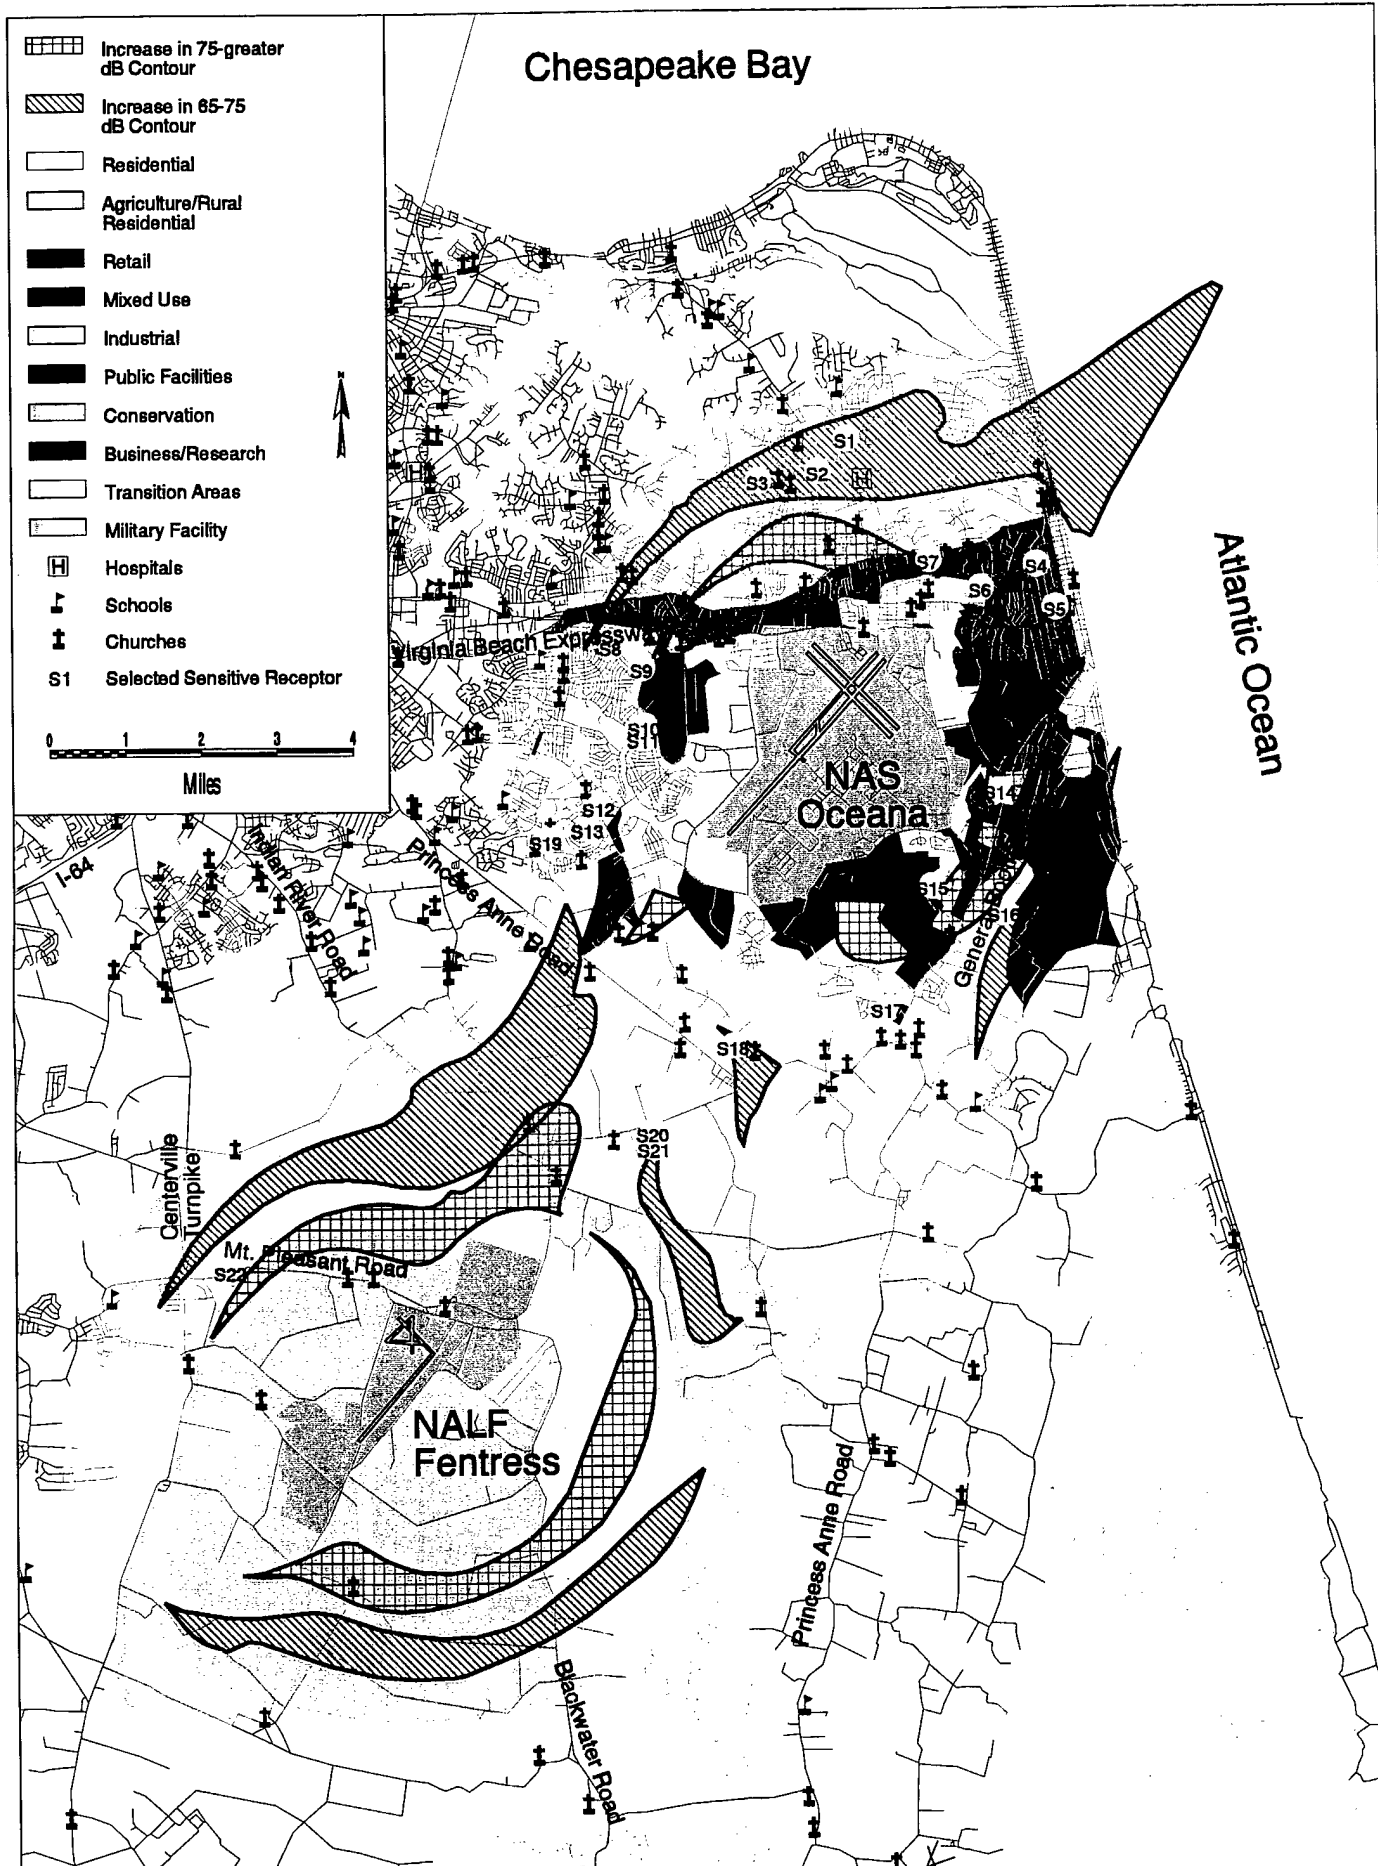 Increase in 75-greater
dB Contour
Increase in 65-75
dB Contour
Residential
Agriculture/Rural
Residential
Retail
Mixed Use
Industrial
Public Facilities
Conservation
Business/Research
Transition Areas
Military Facility
H Hospitals
Schools
Churches
S1 Selected Sensitive Receptor
0 1 2 3 4
Miles
N
Chesapeake Bay
Atlantic Ocean
H
S1
S2
S3
H
S4
S5
S6
S7
Virginia Beach Expressway
S8
S9
S10
S11
NAS
Oceana
S12
S13
S14
S15
S16
S19
General Booth
I-64
Indian River Road
Princess Anne Road
S17
S18
S20
S21
Centerville
Turnpike
Mt. Pleasant Road
S22
NALF
Fentress
Princess Anne Road
Blackwater Road